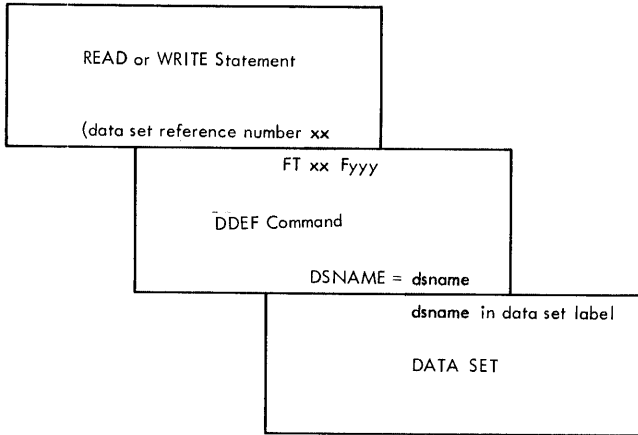 READ or WRITE Statement
(data set reference number xx
FT xx Fyyy
DDEF Command
DSNAME = dsname
dsname in data set label
DATA SET